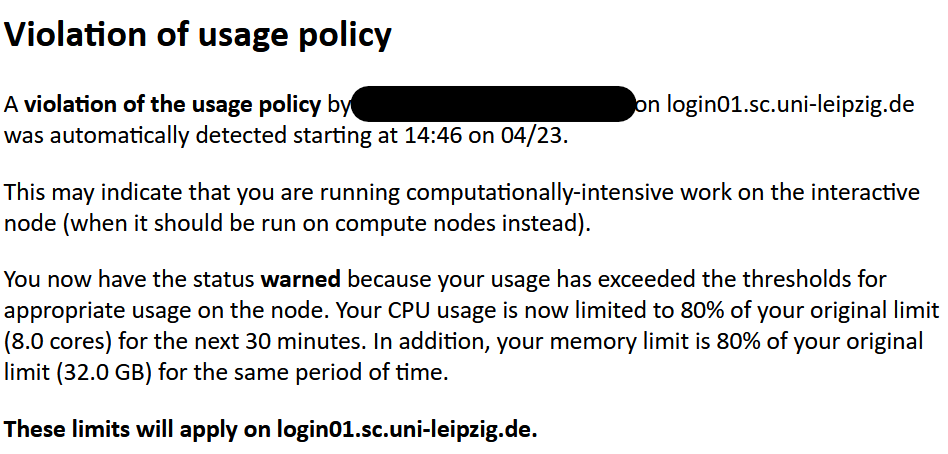 Violation of usage policy
A violation of the usage policy by on login01.sc.uni-leipzig.de
was automatically detected starting at 14:46 on 04/23.
This may indicate that you are running computationally-intensive work on the interactive
node (when it should be run on compute nodes instead).
You now have the status warned because your usage has exceeded the thresholds for
appropriate usage on the node. Your CPU usage is now limited to 80% of your original limit
(8.0 cores) for the next 30 minutes. In addition, your memory limit is 80% of your original
limit (32.0 GB) for the same period of time.
These limits will apply on login01.sc.uni-leipzig.de.